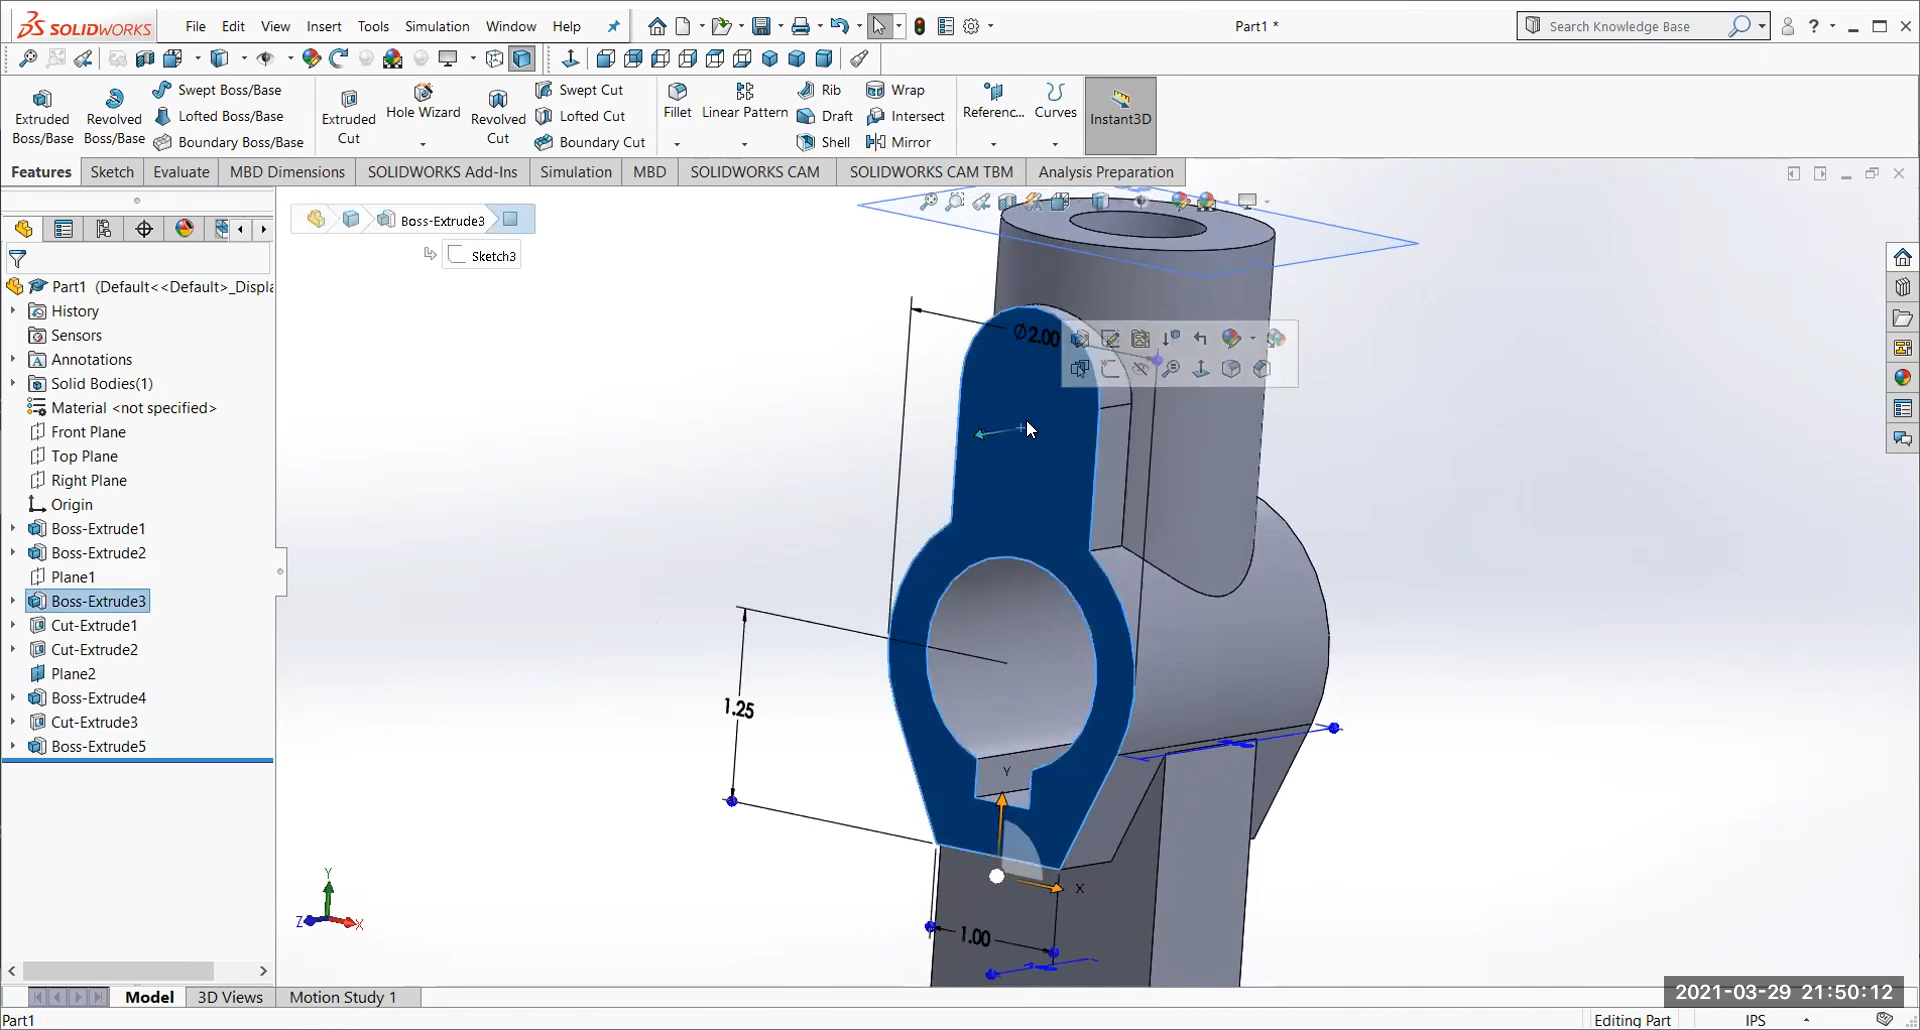 SOLIDWORKS File Edit View Insert Tools Simulation Window Help Part1 * Search Knowledge Base ?
Extruded Boss/Base
Revolved Boss/Base
Swept Boss/Base
Lofted Boss/Base
Boundary Boss/Base
Extruded Cut
Hole Wizard
Revolved Cut
Swept Cut
Lofted Cut
Boundary Cut
Fillet
Linear Pattern
Rib
Draft
Shell
Wrap
Intersect
Mirror
Referenc...
Curves
Instant3D
Features Sketch Evaluate MBD Dimensions SOLIDWORKS Add-Ins Simulation MBD SOLIDWORKS CAM SOLIDWORKS CAM TBM Analysis Preparation
Boss-Extrude3
Sketch3
Part1 (Default<<Default>_Displa
History
Sensors
Annotations
Solid Bodies(1)
Material <not specified>
Front Plane
Top Plane
Right Plane
Origin
Boss-Extrude1
Boss-Extrude2
Plane1
Boss-Extrude3
Cut-Extrude1
Cut-Extrude2
Plane2
Boss-Extrude4
Cut-Extrude3
Boss-Extrude5
Ø2.00
1.25
Y
X
1.00
Y
Z X
Model 3D Views Motion Study 1
2021-03-29 21:50:12
Part1 Editing Part IPS